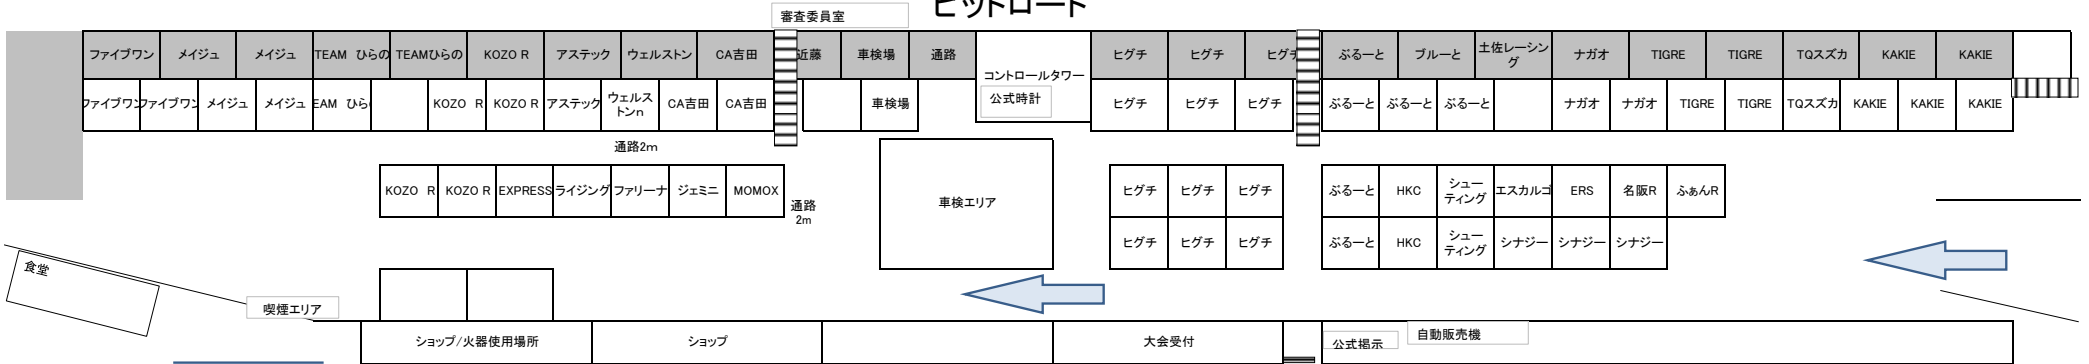 ピットロード
審査委員室
ファイブワン メイジュ メイジュ TEAM ひらの TEAMひらの KOZO R アステック ウェルストン CA吉田 近藤 車検場 通路
コントロールタワー
公式時計
ヒグチ ヒグチ ヒグチ ぶるーと ブルーと 土佐レーシング ナガオ TIGRE TIGRE TQスズカ KAKIE KAKIE
ファイブワン ファイブワン メイジュ メイジュ EAM ひら KOZO R KOZO R アステック ウェルストンn CA吉田 CA吉田 車検場
ヒグチ ヒグチ ヒグチ ぶるーと ぶるーと ぶるーと ナガオ ナガオ TIGRE TIGRE TQスズカ KAKIE KAKIE KAKIE
通路2m
KOZO R KOZO R EXPRESS ライジング ファリーナ ジェミニ MOMOX
通路
2m
車検エリア
ヒグチ ヒグチ ヒグチ ぶるーと HKC シューティング エスカルゴ ERS 名阪R ふぁんR
ヒグチ ヒグチ ヒグチ ぶるーと HKC シューティング シナジー シナジー シナジー
食堂
喫煙エリア
ショップ/火器使用場所 ショップ 大会受付
公式掲示
自動販売機